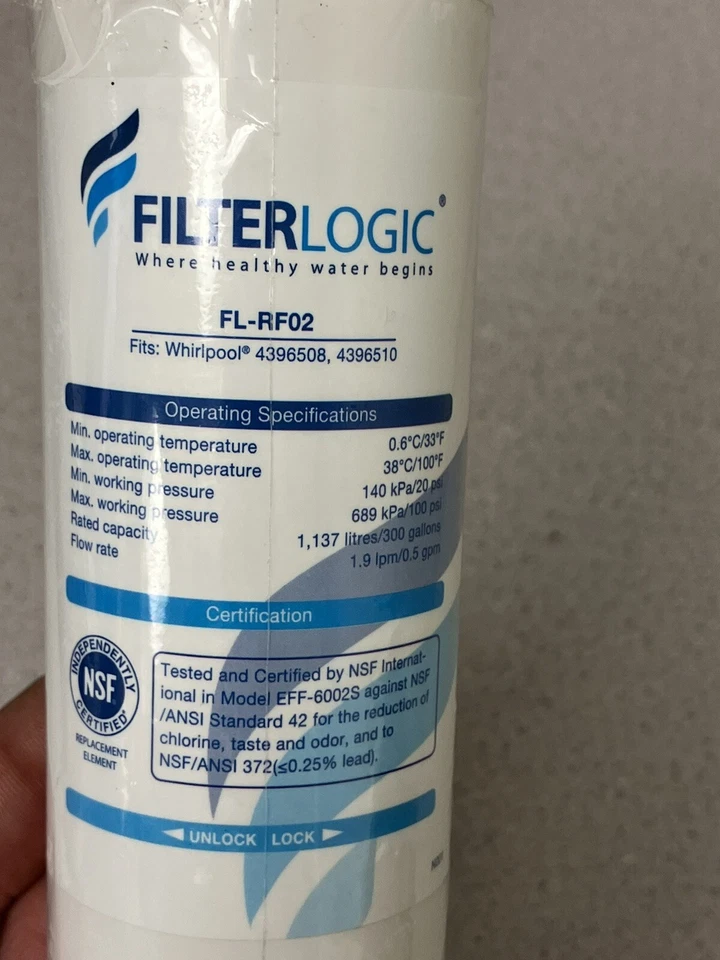 FILTERLOGIC®
Where healthy water begins
FL-RF02
Fits: Whirlpool® 4396508, 4396510
Operating Specifications
Min. operating temperature 0.6°C/33°F
Max. operating temperature 38°C/100°F
Min. working pressure 140 kPa/20 psi
Max. working pressure 689 kPa/100 psi
Rated capacity 1,137 litres/300 gallons
Flow rate 1.9 lpm/0.5 gpm
Certification
INDEPENDENTLY
NSF®
CERTIFIED
REPLACEMENT
ELEMENT
Tested and Certified by NSF Internat-
ional in Model EFF-6002S against NSF
/ANSI Standard 42 for the reduction of
chlorine, taste and odor, and to
NSF/ANSI 372(≤0.25% lead).
◄ UNLOCK LOCK ►